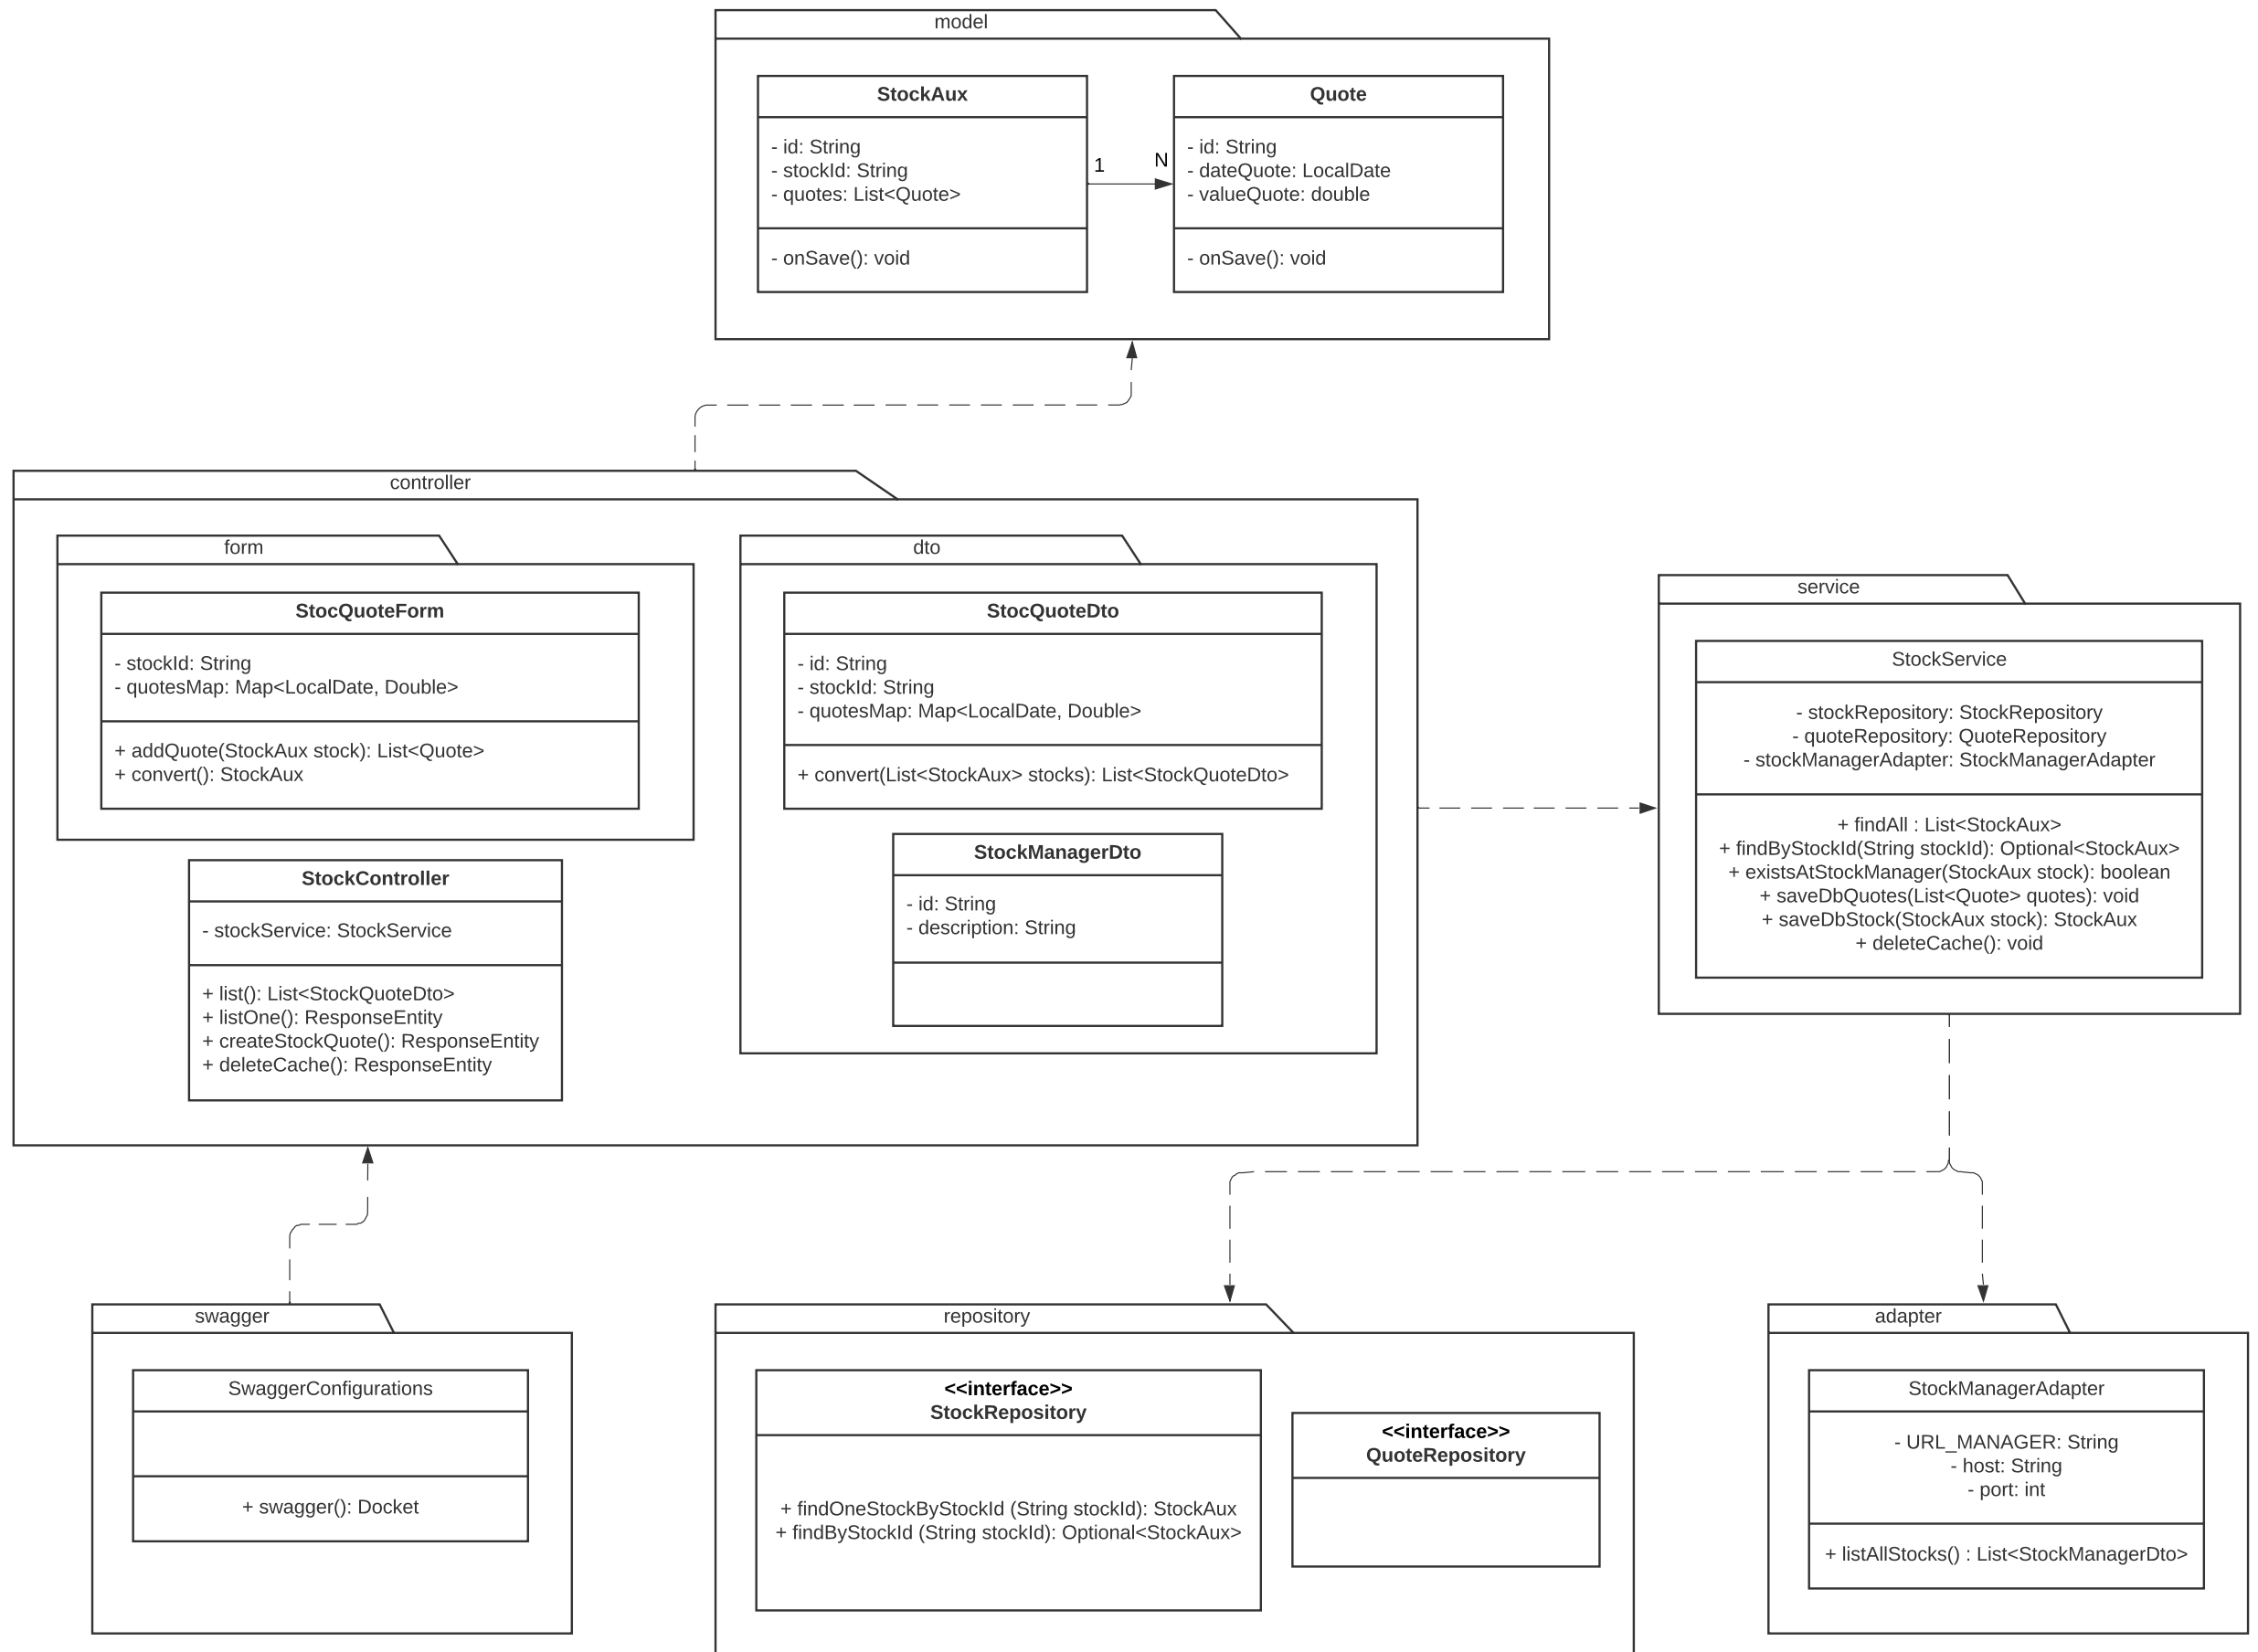 model
StockAux
- id: String
- stockId: String
- quotes: List<Quote>
- onSave(): void
1
N
Quote
- id: String
- dateQuote: LocalDate
- valueQuote: double
- onSave(): void
controller
form
StocQuoteForm
- stockId: String
- quotesMap: Map<LocalDate, Double>
+ addQuote(StockAux stock): List<Quote>
+ convert(): StockAux
StockController
- stockService: StockService
+ list(): List<StockQuoteDto>
+ listOne(): ResponseEntity
+ createStockQuote(): ResponseEntity
+ deleteCache(): ResponseEntity
dto
StocQuoteDto
- id: String
- stockId: String
- quotesMap: Map<LocalDate, Double>
+ convert(List<StockAux> stocks): List<StockQuoteDto>
StockManagerDto
- id: String
- description: String
service
StockService
- stockRepository: StockRepository
- quoteRepository: QuoteRepository
- stockManagerAdapter: StockManagerAdapter
+ findAll : List<StockAux>
+ findByStockId(String stockId): Optional<StockAux>
+ existsAtStockManager(StockAux stock): boolean
+ saveDbQuotes(List<Quote> quotes): void
+ saveDbStock(StockAux stock): StockAux
+ deleteCache(): void
swagger
SwaggerConfigurations
+ swagger(): Docket
repository
<<interface>>
StockRepository
+ findOneStockByStockId (String stockId): StockAux
+ findByStockId (String stockId): Optional<StockAux>
<<interface>>
QuoteRepository
adapter
StockManagerAdapter
- URL_MANAGER: String
- host: String
- port: int
+ listAllStocks() : List<StockManagerDto>